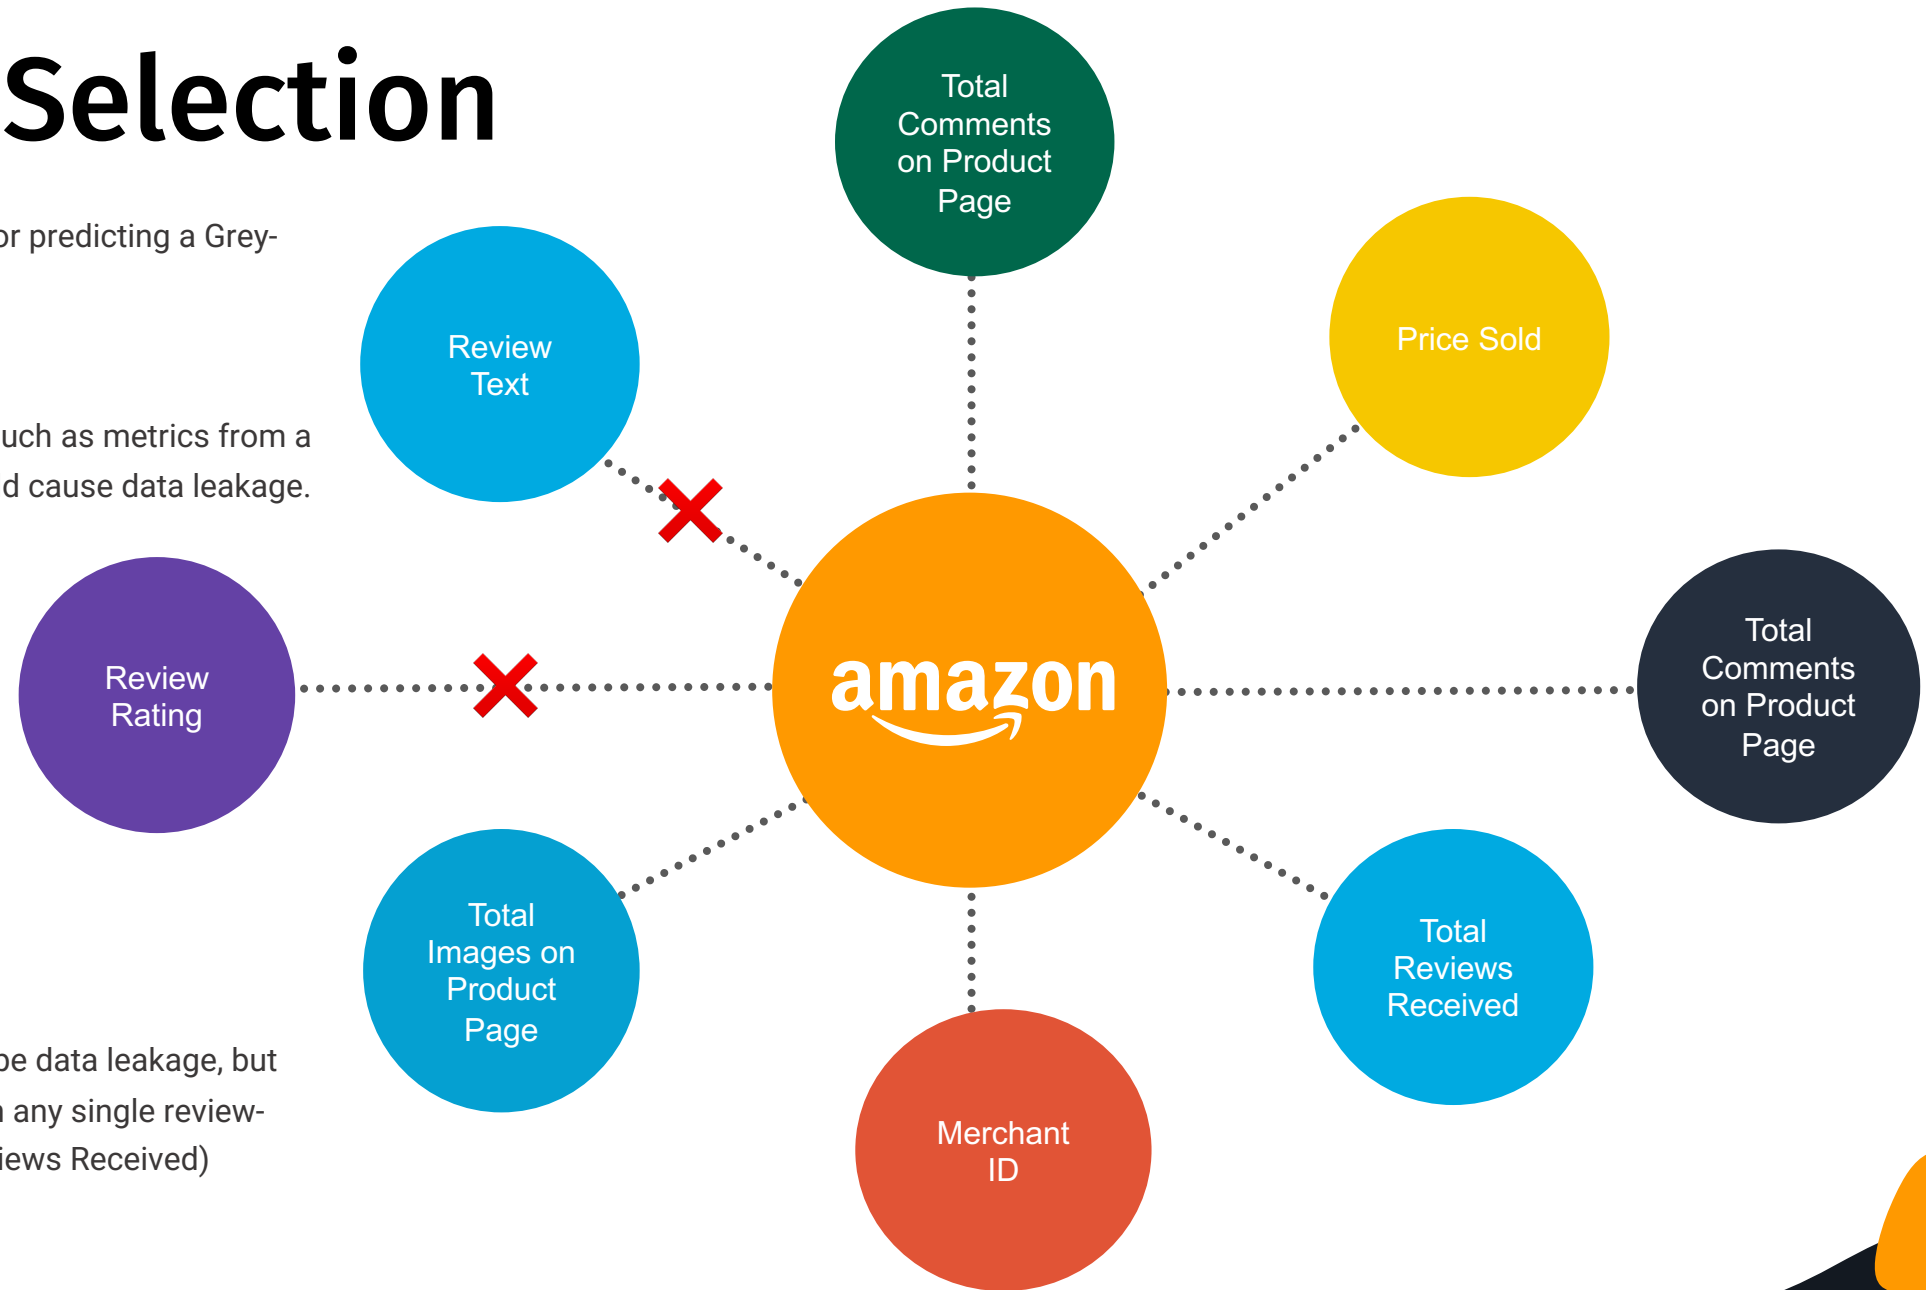 Selection
or predicting a Grey-
uch as metrics from a
d cause data leakage.
be data leakage, but
n any single review-
iews Received)
Total
Comments
on Product
Page
Review
Text
Price Sold
Review
Rating
amazon
Total
Comments
on Product
Page
Total
Images on
Product
Page
Total
Reviews
Received
Merchant
ID